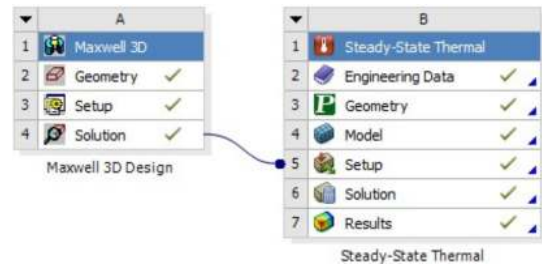 A
1 Maxwell 3D
2 Geometry
3 Setup
4 Solution
Maxwell 3D Design
B
1 Steady-State Thermal
2 Engineering Data
3 P Geometry
4 Model
5 Setup
6 Solution
7 Results
Steady-State Thermal